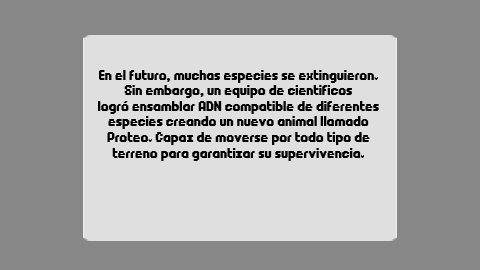 En el futuro, muchas especies se extinguieron.
Sin embargo, un equipo de cientificos
logró ensamblar ADN compatible de diferentes
especies creando un nuevo animal llamado
Proteo. Capaz de moverse por todo tipo de
terreno para garantizar su supervivencia.